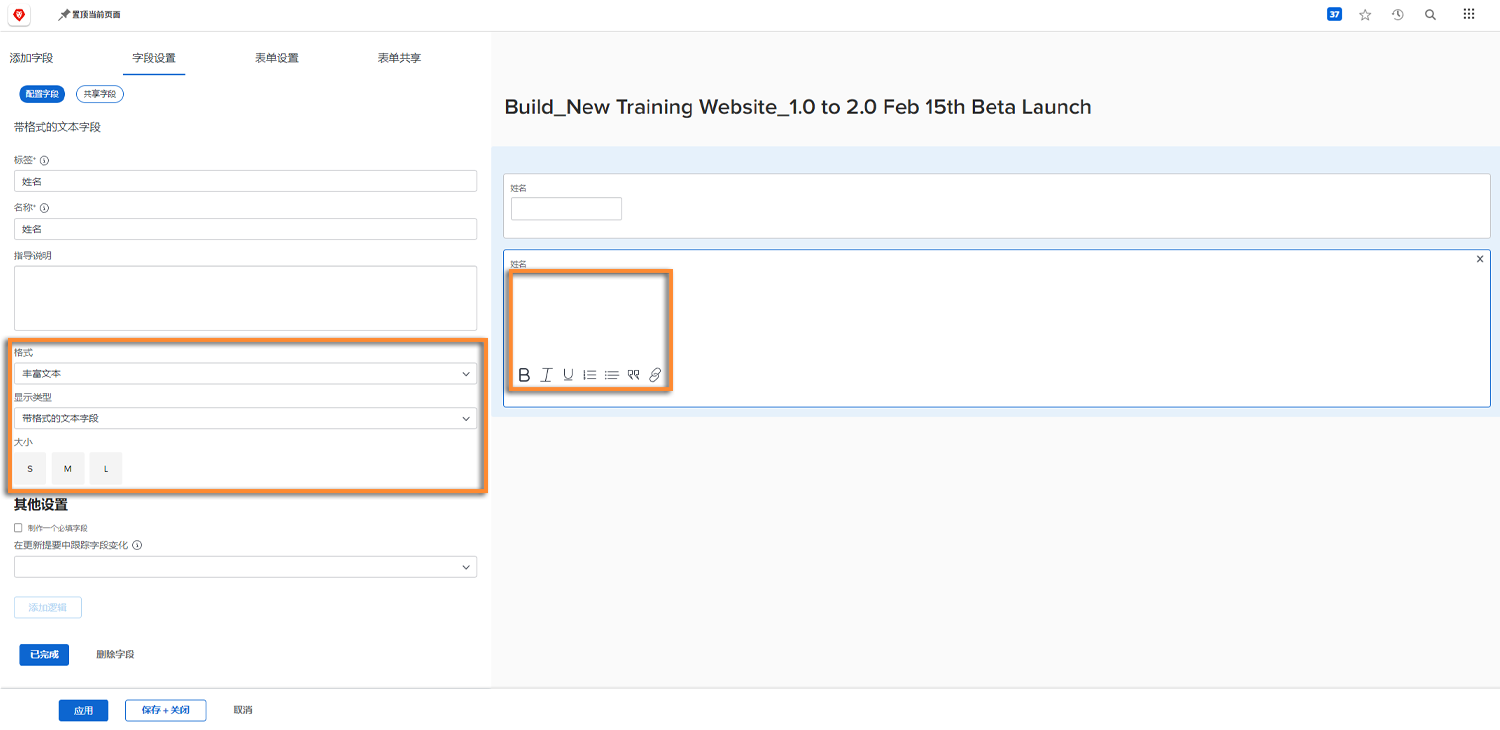 置顶当前页面
37
添加字段 字段设置 表单设置 表单共享
配置字段 共享字段
带格式的文本字段
标签*
姓名
名称*
姓名
指导说明
格式
丰富文本
显示类型
带格式的文本字段
大小
S M L
其他设置
制作一个必填字段
在更新提要中跟踪字段变化
添加逻辑
已完成 删除字段
应用 保存 + 关闭 取消
Build_New Training Website_1.0 to 2.0 Feb 15th Beta Launch
姓名
姓名
B I U